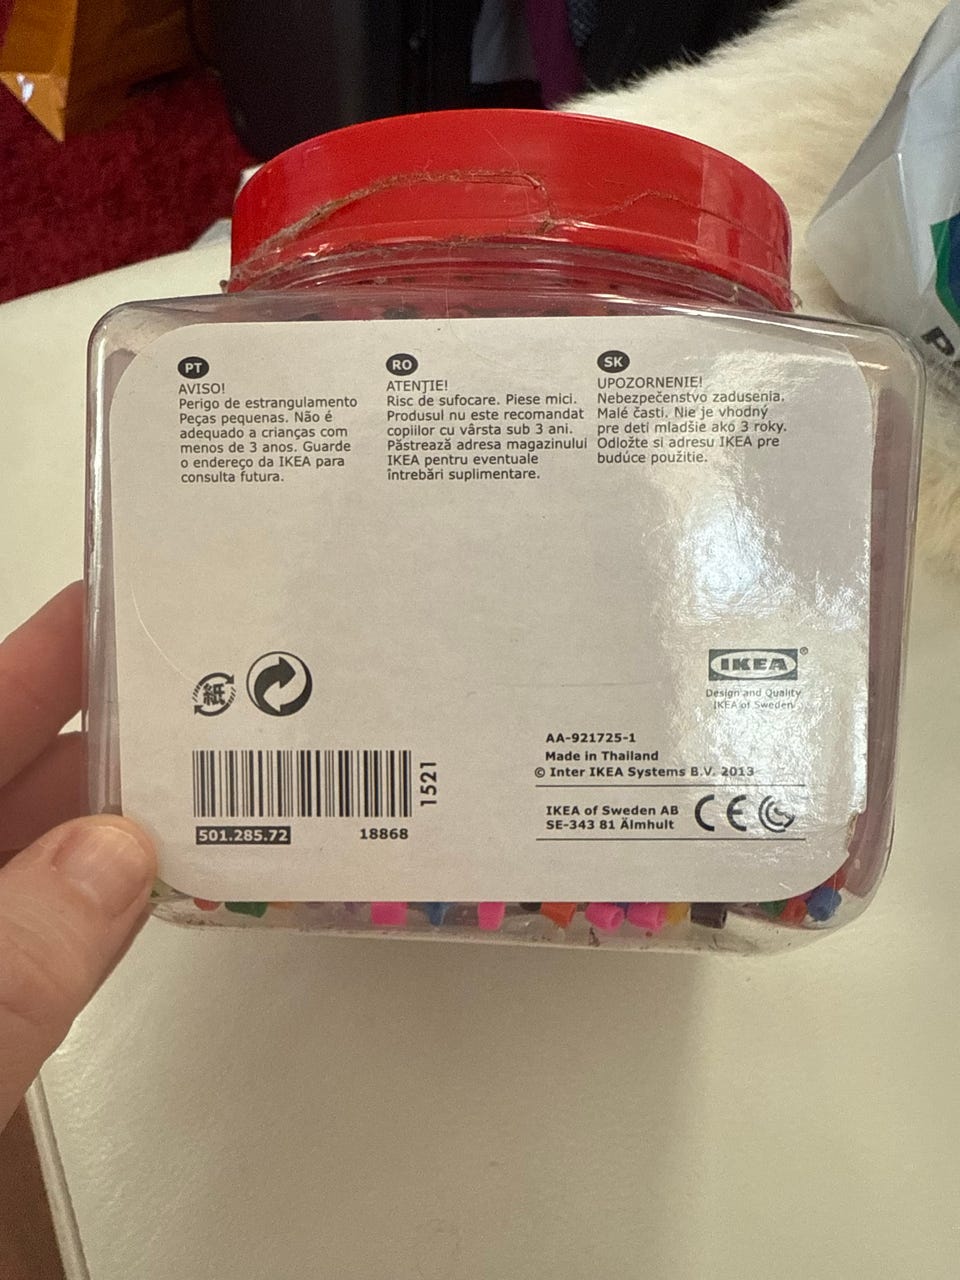 PT
AVISO!
Perigo de estrangulamento
Peças pequenas. Não é
adequado a crianças com
menos de 3 anos. Guarde
o endereço da IKEA para
consulta futura.
RO
ATENŢIE!
Risc de sufocare. Piese mici.
Produsul nu este recomandat
copiilor cu vârsta sub 3 ani.
Păstrează adresa magazinului
IKEA pentru eventuale
întrebări suplimentare.
SK
UPOZORNENIE!
Nebezpečenstvo zadusenia.
Malé časti. Nie je vhodný
pre deti mladšie ako 3 roky.
Odložte si adresu IKEA pre
budúce použitie.
紙
IKEA®
Design and Quality
IKEA of Sweden
1521
501.285.72
18868
AA-921725-1
Made in Thailand
© Inter IKEA Systems B.V. 2013
IKEA of Sweden AB
SE-343 81 Älmhult
CE